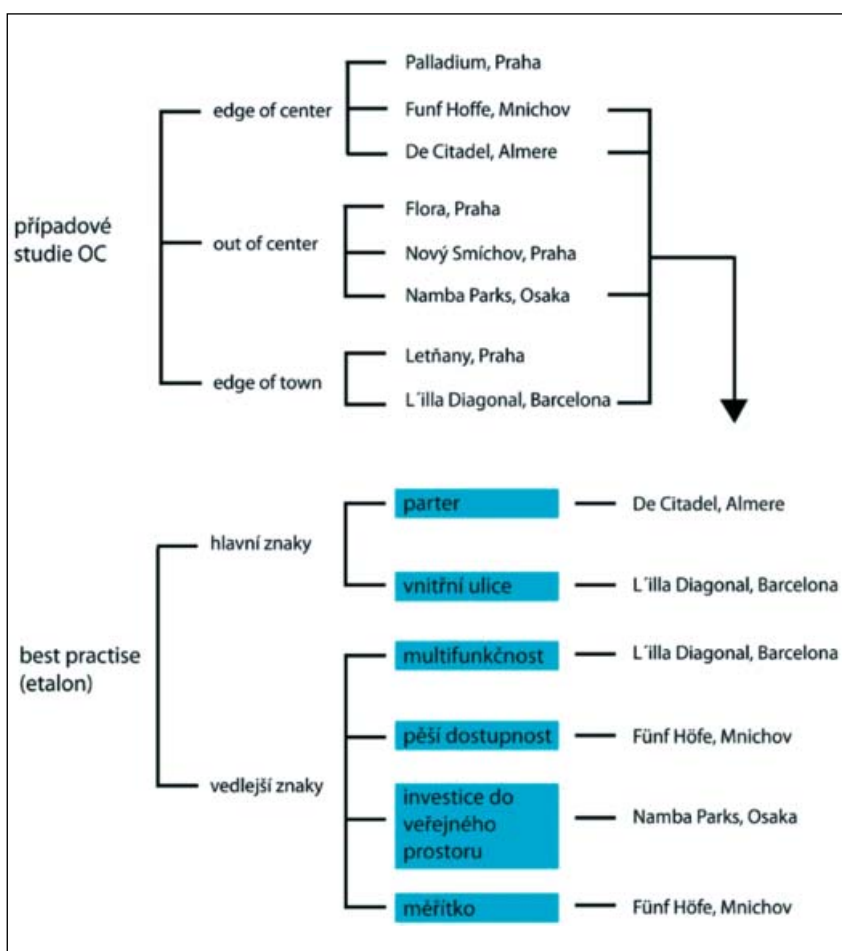 edge of center
Palladium, Praha
Funf Hoffe, Mnichov
De Citadel, Almere
případové
studie OC
out of center
Flora, Praha
Nový Smíchov, Praha
Namba Parks, Osaka
edge of town
Letňany, Praha
L´illa Diagonal, Barcelona
best practise
(etalon)
hlavní znaky
parter
De Citadel, Almere
vnitřní ulice
L´illa Diagonal, Barcelona
vedlejší znaky
multifunkčnost
L´illa Diagonal, Barcelona
pěší dostupnost
Fünf Höfe, Mnichov
investice do
veřejného
prostoru
Namba Parks, Osaka
měřítko
Fünf Höfe, Mnichov